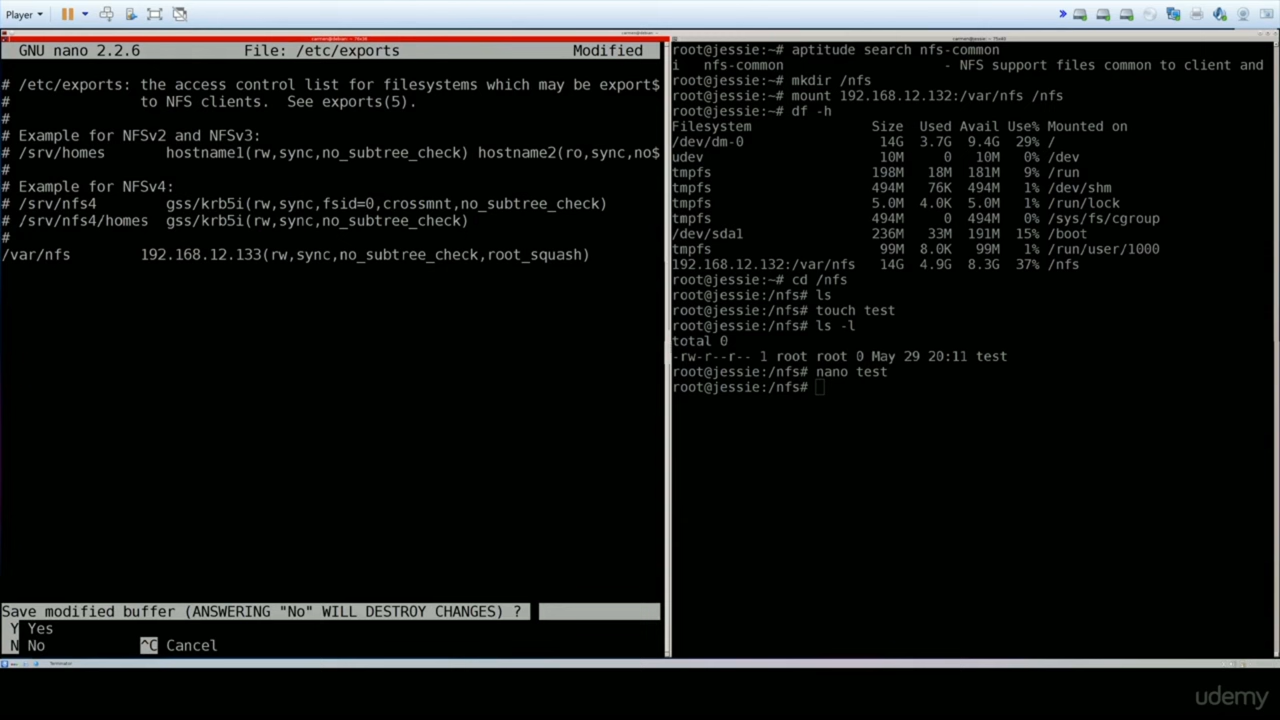 Player
GNU nano 2.2.6 File: /etc/exports Modified
# /etc/exports: the access control list for filesystems which may be export$
# to NFS clients. See exports(5).
#
# Example for NFSv2 and NFSv3:
# /srv/homes hostname1(rw,sync,no_subtree_check) hostname2(ro,sync,no$
#
# Example for NFSv4:
# /srv/nfs4 gss/krb5i(rw,sync,fsid=0,crossmnt,no_subtree_check)
# /srv/nfs4/homes gss/krb5i(rw,sync,no_subtree_check)
#
/var/nfs 192.168.12.133(rw,sync,no_subtree_check,root_squash)
Save modified buffer (ANSWERING "No" WILL DESTROY CHANGES) ?
Y Yes
N No ^C Cancel
root@jessie:~# aptitude search nfs-common
i nfs-common - NFS support files common to client and
root@jessie:~# mkdir /nfs
root@jessie:~# mount 192.168.12.132:/var/nfs /nfs
root@jessie:~# df -h
Filesystem Size Used Avail Use% Mounted on
/dev/dm-0 14G 3.7G 9.4G 29% /
udev 10M 0 10M 0% /dev
tmpfs 198M 18M 181M 9% /run
tmpfs 494M 76K 494M 1% /dev/shm
tmpfs 5.0M 4.0K 5.0M 1% /run/lock
tmpfs 494M 0 494M 0% /sys/fs/cgroup
/dev/sda1 236M 33M 191M 15% /boot
tmpfs 99M 8.0K 99M 1% /run/user/1000
192.168.12.132:/var/nfs 14G 4.9G 8.3G 37% /nfs
root@jessie:~# cd /nfs
root@jessie:/nfs# ls
root@jessie:/nfs# touch test
root@jessie:/nfs# ls -l
total 0
-rw-r--r-- 1 root root 0 May 29 20:11 test
root@jessie:/nfs# nano test
root@jessie:/nfs#
Terminator
udemy